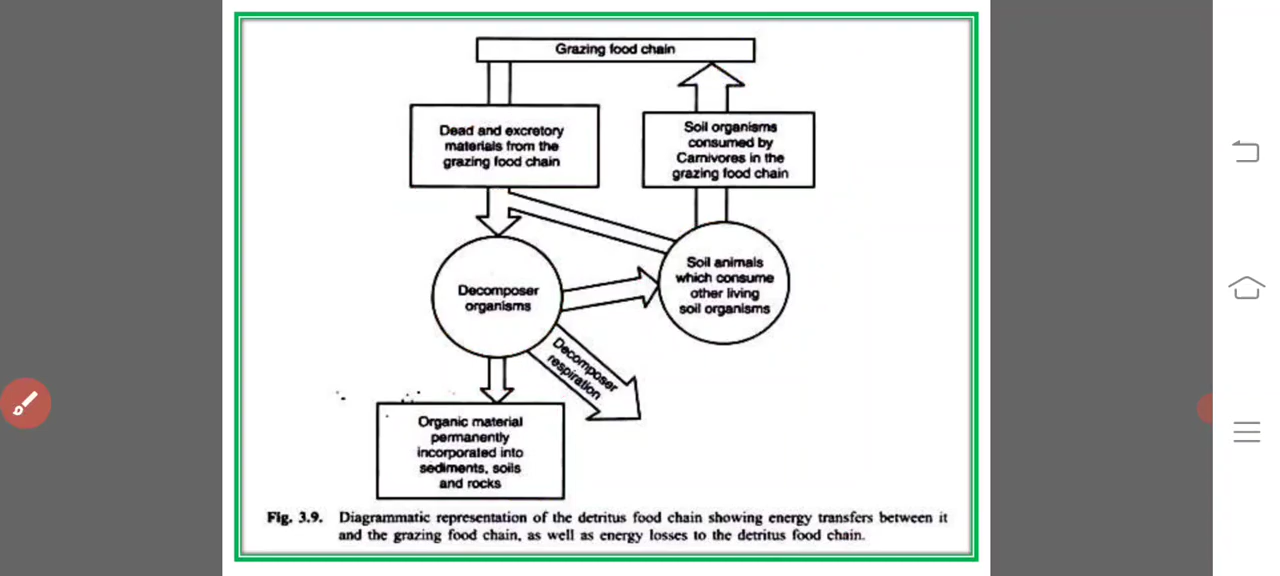 Grazing food chain
Dead and excretory
materials from the
grazing food chain
Soil organisms
consumed by
Carnivores in the
grazing food chain
Decomposer
organisms
Soil animals
which consume
other living
soil organisms
Decomposer
respiration
Organic material
permanently
incorporated into
sediments, soils
and rocks
Fig. 3.9. Diagrammatic representation of the detritus food chain showing energy transfers between it
and the grazing food chain, as well as energy losses to the detritus food chain.